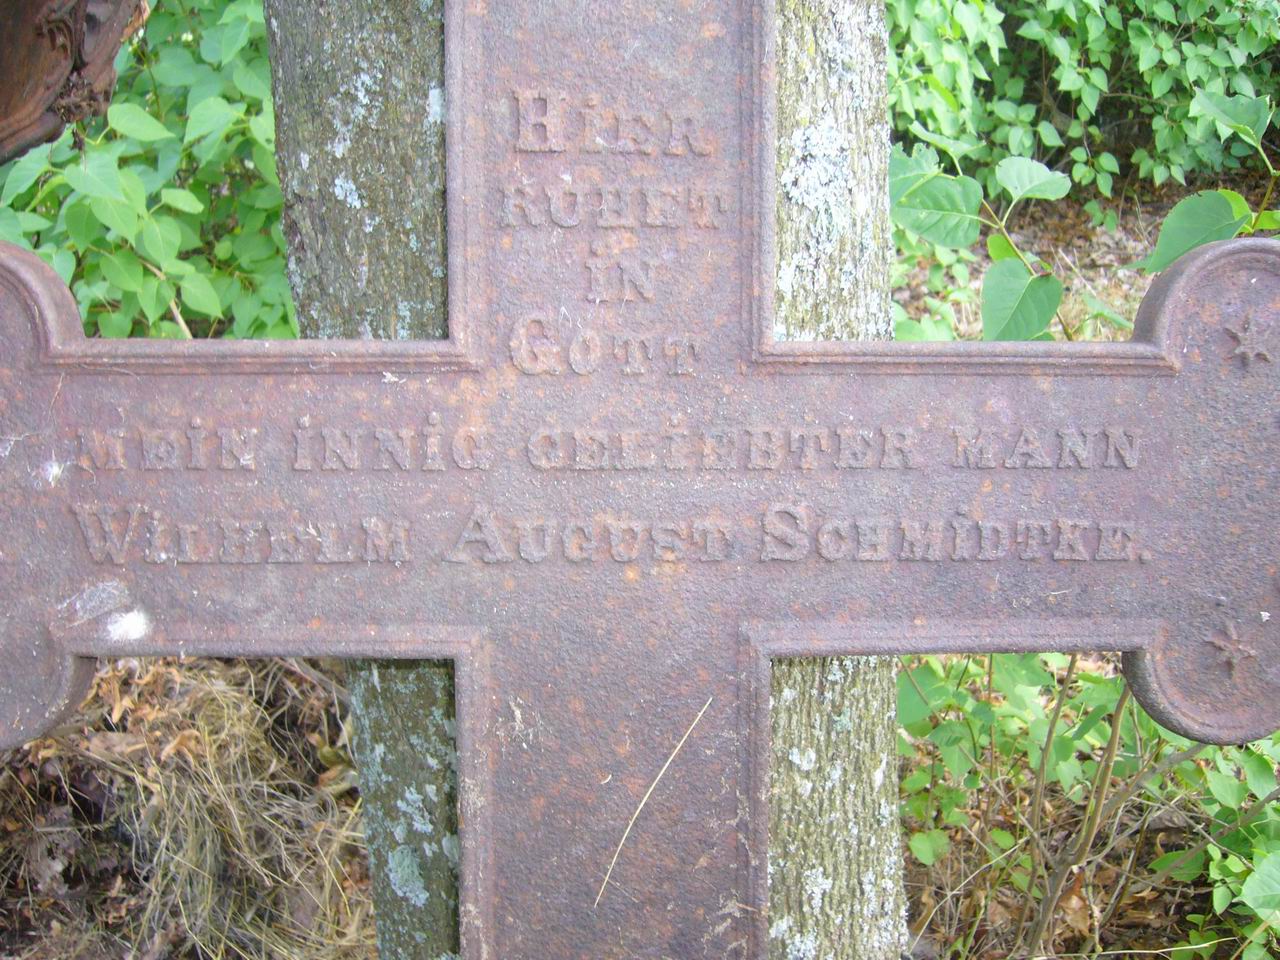 Hier
ruhet
in
Gott
mein innig geliebter Mann
Wilhelm August Schmidtke.